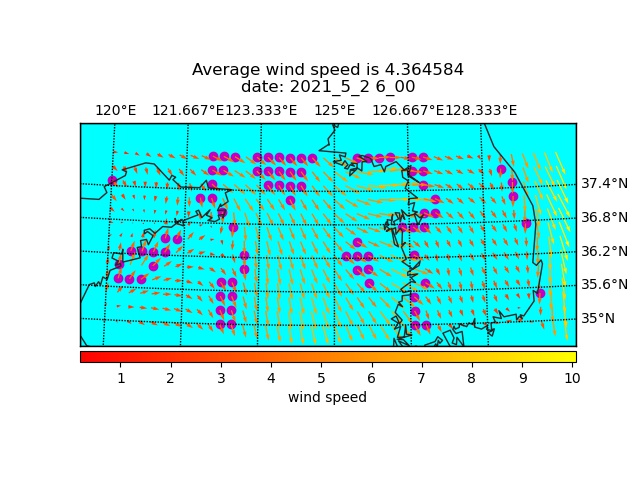 Average wind speed is 4.364584
date: 2021_5_2 6_00
120°E 121.667°E 123.333°E 125°E 126.667°E 128.333°E
37.4°N
36.8°N
36.2°N
35.6°N
35°N
1 2 3 4 5 6 7 8 9 10
wind speed